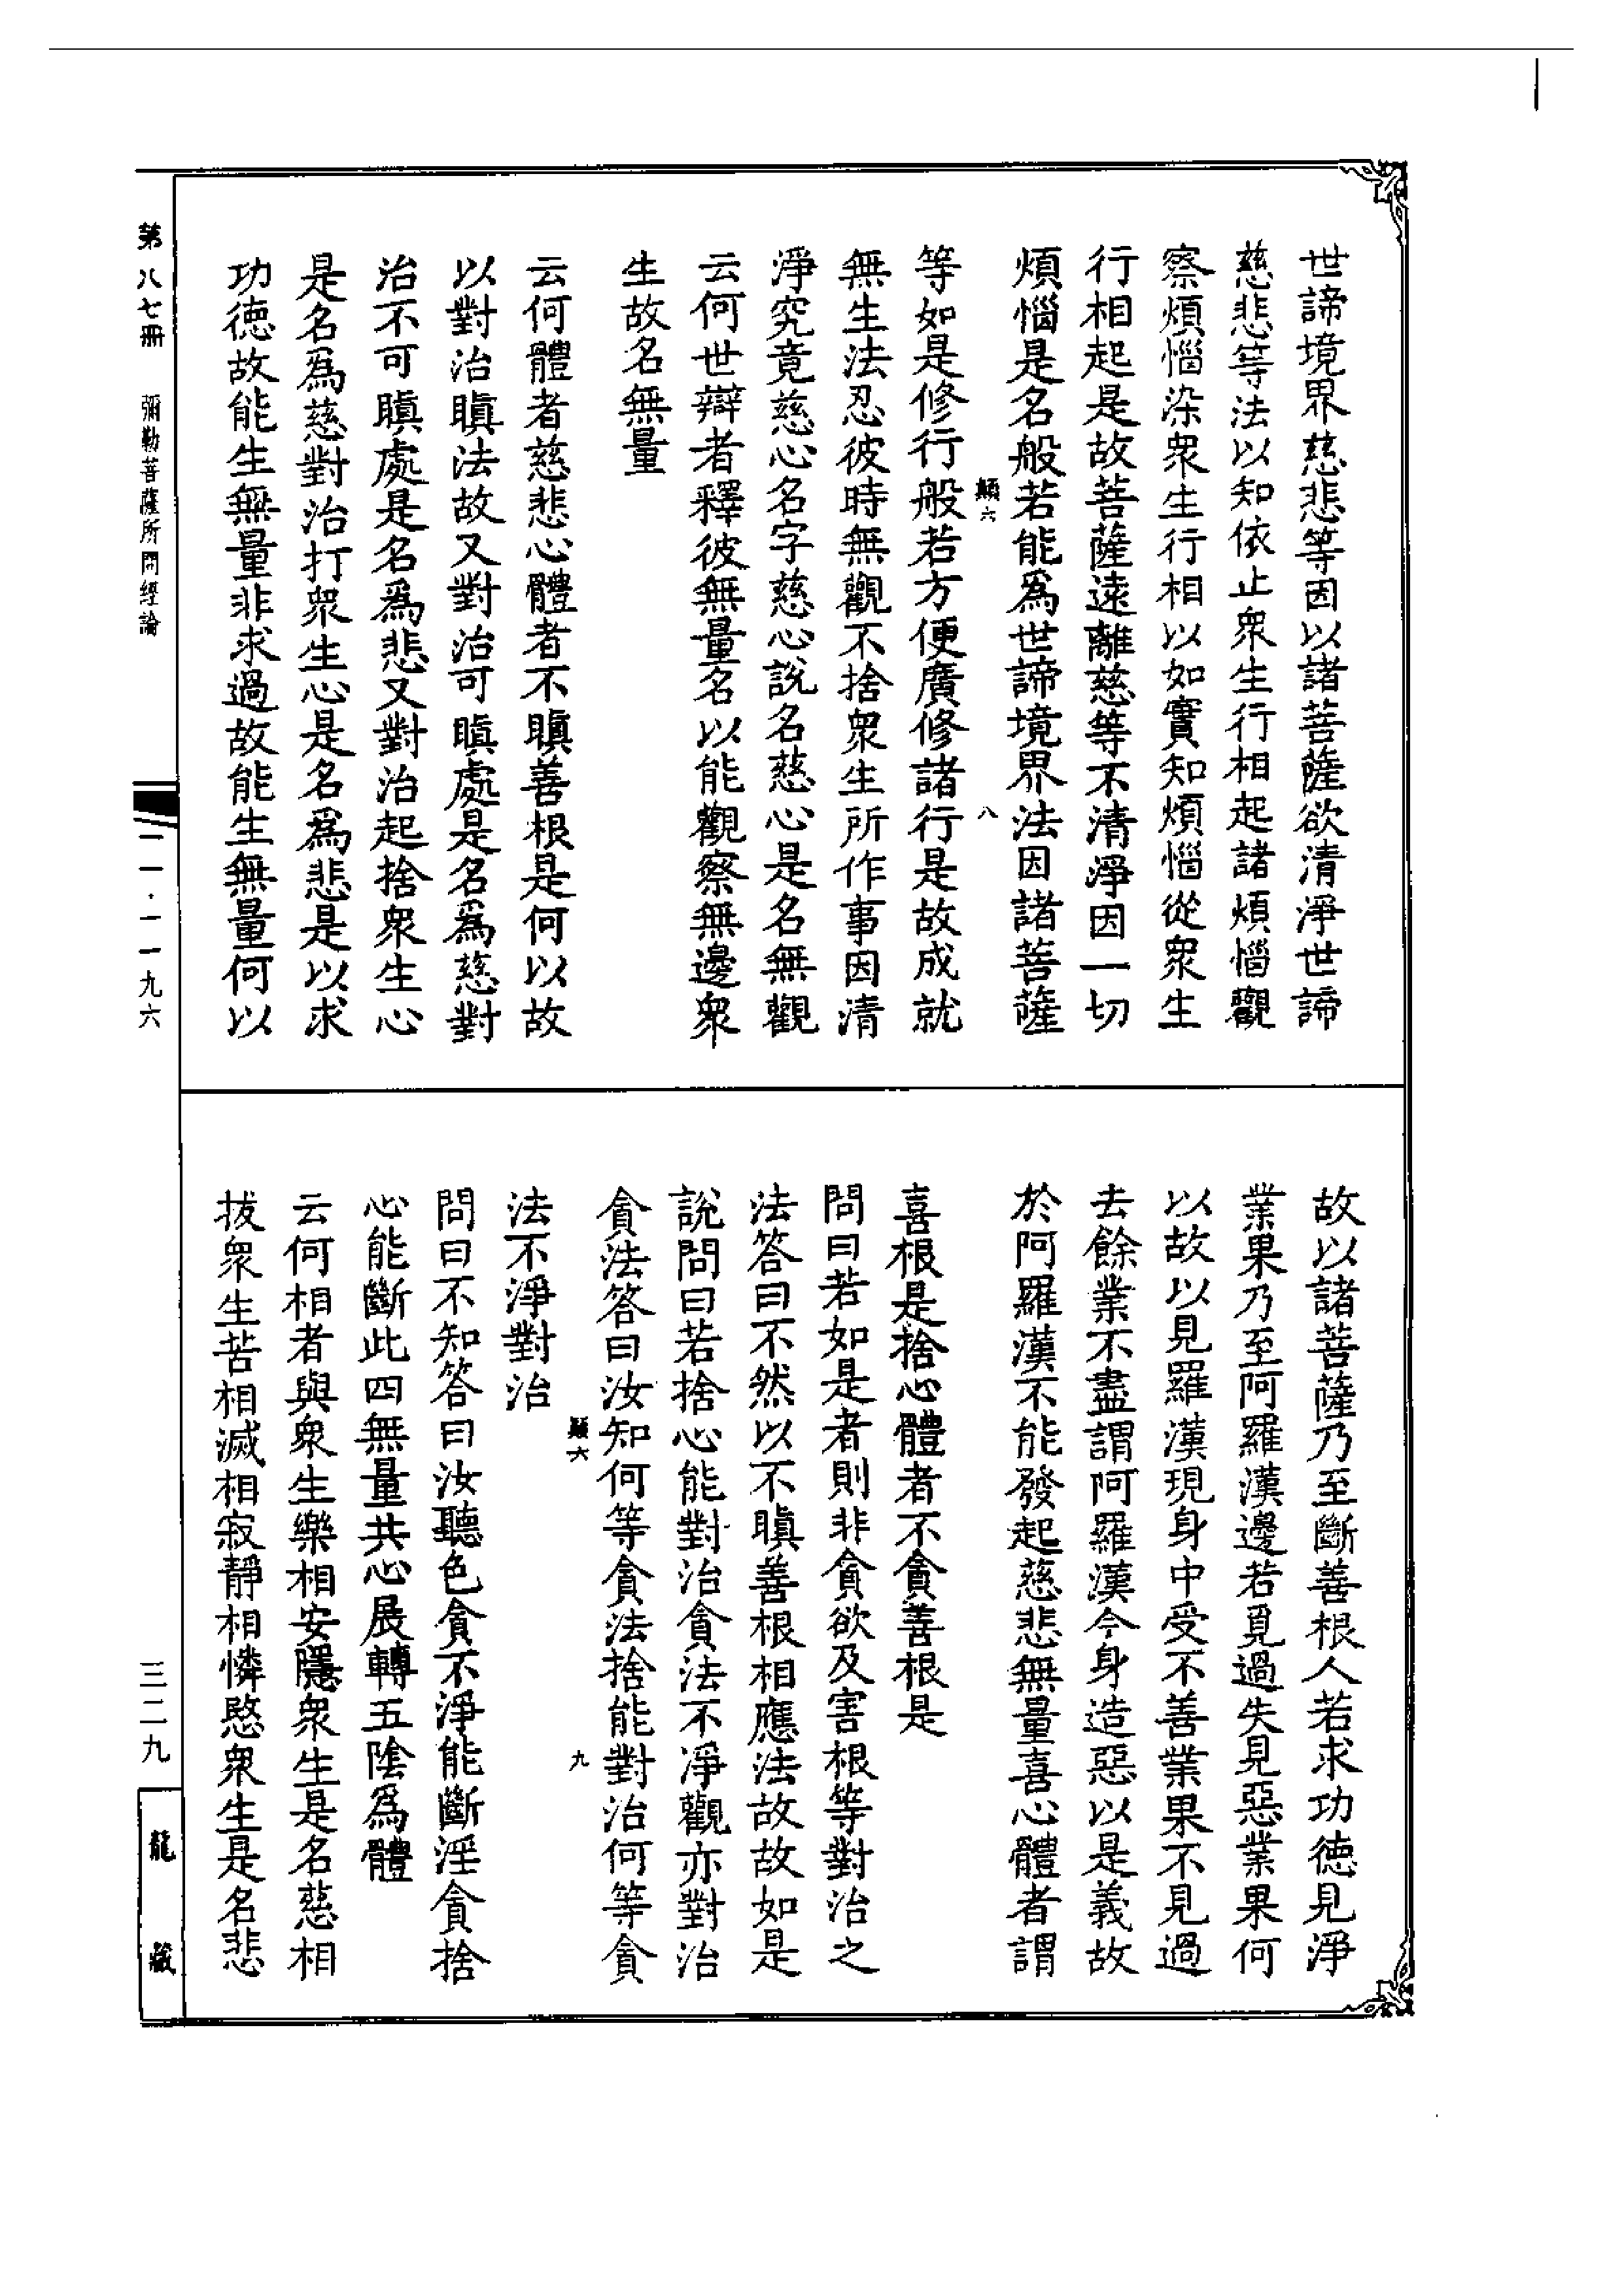 世諦境界慈悲等因以諸菩薩欲清淨世諦
慈悲等法以知依止眾生行相起諸煩惱觀
察煩惱染眾生行相以如實知煩惱從眾生
行相起是故菩薩遠離慈等不清淨因一切
煩惱是名般若能爲世諦境界法因諸菩薩
顛六 八
等如是修行般若方便廣修諸行是故成就
無生法忍彼時無觀不捨眾生所作事因清
淨究竟慈心名字慈心說名慈心是名無觀
云何世辯者釋彼無量名以能觀察無邊眾
生故名無量
云何體者慈悲心體者不瞋善根是何以故
以對治瞋法故又對治可瞋處是名爲慈對
治不可瞋處是名爲悲又對治起捨眾生心
是名爲慈對治打眾生心是名爲悲是以求
功德故能生無量非求過故能生無量何以
故以諸菩薩乃至斷善根人若求功德見淨
業果乃至阿羅漢邊若覓過失見惡業果何
以故以見羅漢現身中受不善業果不見過
去餘業不盡謂阿羅漢今身造惡以是義故
於阿羅漢不能發起慈悲無量喜心體者謂
喜根是捨心體者不貪善根是
問曰若如是者則非貪欲及害根等對治之
法答曰不然以不瞋善根相應法故故如是
說問曰若捨心能對治貪法不淨觀亦對治
貪法答曰汝知何等貪法捨能對治何等貪
顛六 九
法不淨對治
問曰不知答曰汝聽色貪不淨能斷淫貪捨
心能斷此四無量共心展轉五陰爲體
云何相者與眾生樂相安隱眾生是名慈相
拔眾生苦相滅相寂靜相憐愍眾生是名悲
第八七冊 彌勒菩薩所問經論
一一·一一九六
三二九
龍藏